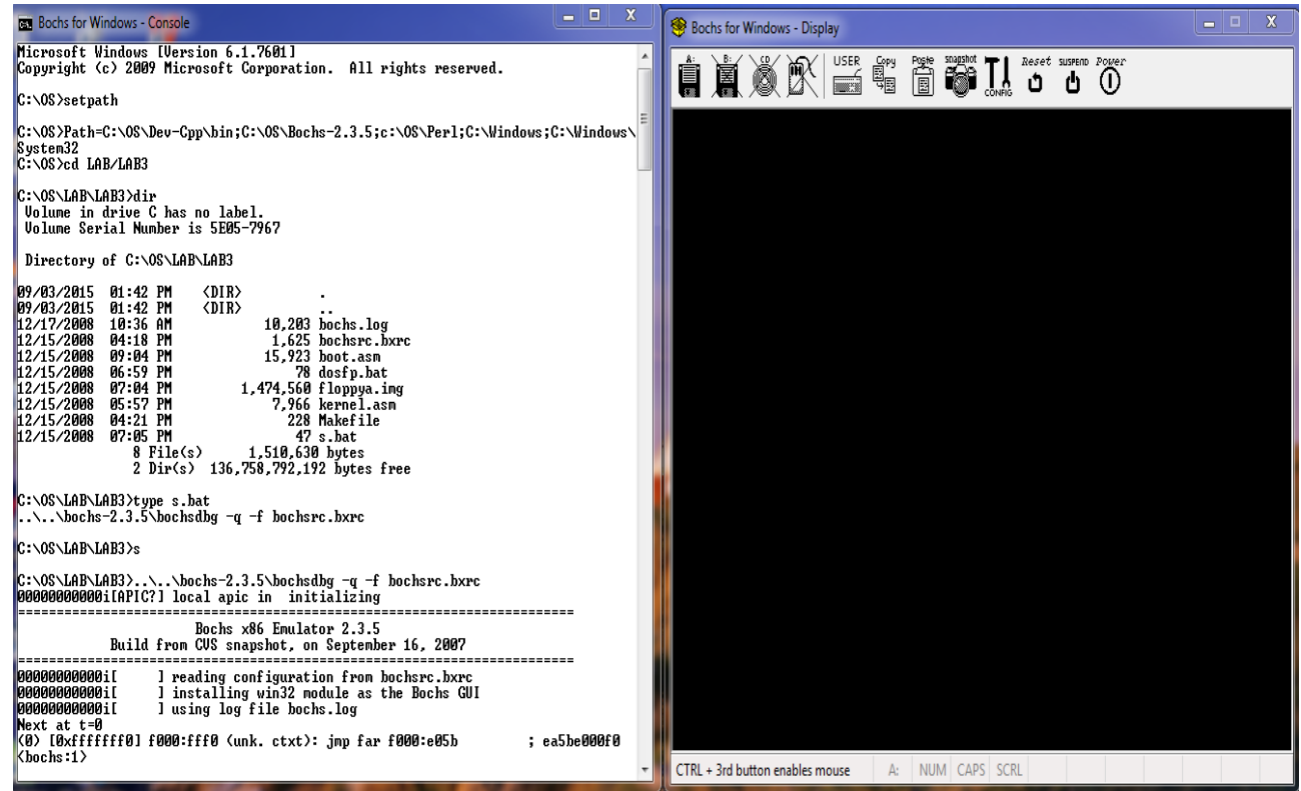 Bochs for Windows - Console
Microsoft Windows [Version 6.1.7601]
Copyright (c) 2009 Microsoft Corporation.  All rights reserved.
C:\OS>setpath
C:\OS>Path=C:\OS\Dev-Cpp\bin;C:\OS\Bochs-2.3.5;c:\OS\Perl;C:\Windows;C:\Windows\
System32
C:\OS>cd LAB/LAB3
C:\OS\LAB\LAB3>dir
 Volume in drive C has no label.
 Volume Serial Number is 5E05-7967
 Directory of C:\OS\LAB\LAB3
09/03/2015  01:42 PM    <DIR>          .
09/03/2015  01:42 PM    <DIR>          ..
12/17/2008  10:36 AM            10,203 bochs.log
12/15/2008  04:18 PM             1,625 bochsrc.bxrc
12/15/2008  09:04 PM            15,923 boot.asm
12/15/2008  06:59 PM                78 dosfp.bat
12/15/2008  07:04 PM         1,474,560 floppya.img
12/15/2008  05:57 PM             7,966 kernel.asm
12/15/2008  04:21 PM               228 Makefile
12/15/2008  07:05 PM                47 s.bat
               8 File(s)      1,510,630 bytes
               2 Dir(s)  136,758,792,192 bytes free
C:\OS\LAB\LAB3>type s.bat
..\..\bochs-2.3.5\bochsdbg -q -f bochsrc.bxrc
C:\OS\LAB\LAB3>s
C:\OS\LAB\LAB3>..\..\bochs-2.3.5\bochsdbg -q -f bochsrc.bxrc
00000000000i[APIC?] local apic in  initializing
========================================================================
                       Bochs x86 Emulator 2.3.5
             Build from CVS snapshot, on September 16, 2007
========================================================================
00000000000i[     ] reading configuration from bochsrc.bxrc
00000000000i[     ] installing win32 module as the Bochs GUI
00000000000i[     ] using log file bochs.log
Next at t=0
(0) [0xfffffff0] f000:fff0 (unk. ctxt): jmp far f000:e05b          ; ea5be000f0
<bochs:1>
Bochs for Windows - Display
A: B: CD USER Copy Paste snapshot CONFIG Reset SUSPEND Power
CTRL + 3rd button enables mouse A: NUM CAPS SCRL